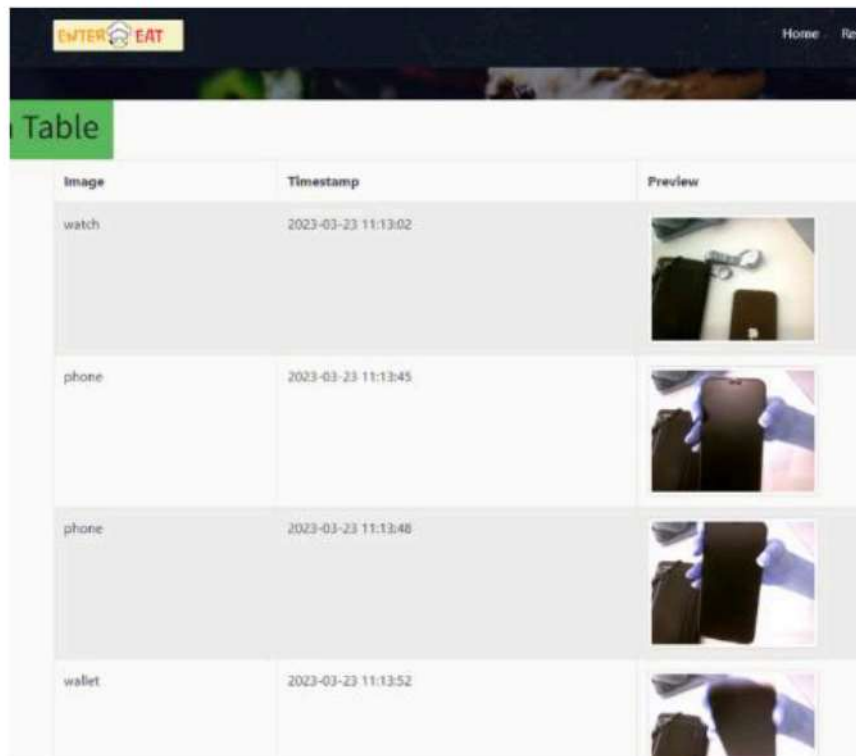 ENTER EAT
Home Re
n Table
Image Timestamp Preview
watch 2023-03-23 11:13:02
phone 2023-03-23 11:13:45
phone 2023-03-23 11:13:48
wallet 2023-03-23 11:13:52